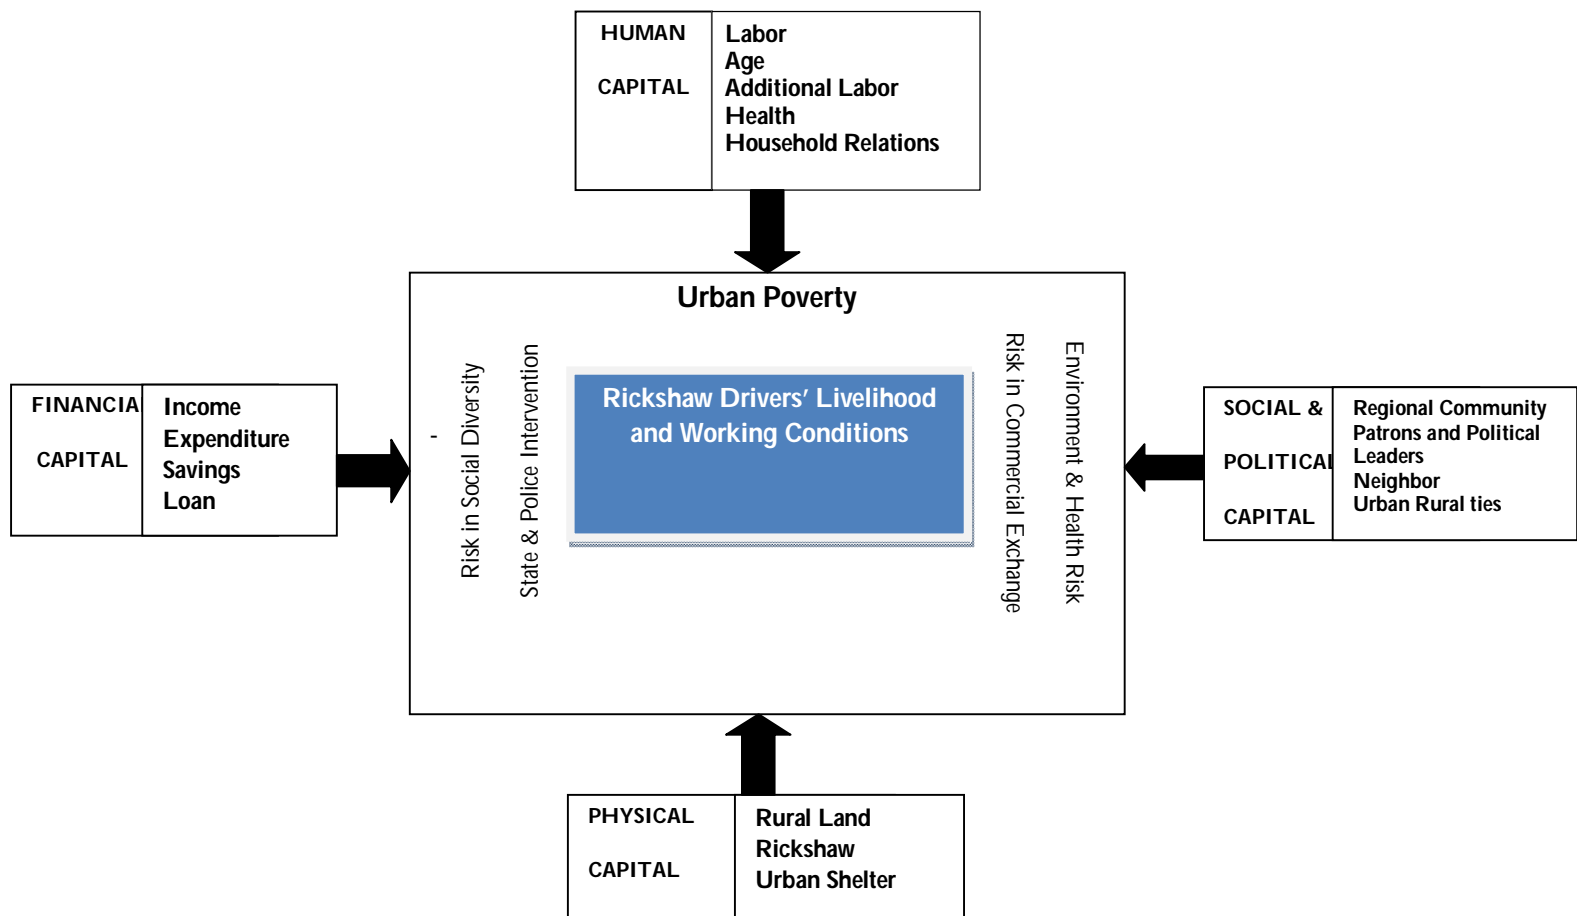 HUMAN
CAPITAL
Labor
Age
Additional Labor
Health
Household Relations
Urban Poverty
FINANCIA
CAPITAL
Income
Expenditure
Savings
Loan
-
Risk in Social Diversity
State & Police Intervention
Rickshaw Drivers’ Livelihood
and Working Conditions
Risk in Commercial Exchange
Environment & Health Risk
SOCIAL &
POLITICAL
CAPITAL
Regional Community
Patrons and Political
Leaders
Neighbor
Urban Rural ties
PHYSICAL
CAPITAL
Rural Land
Rickshaw
Urban Shelter